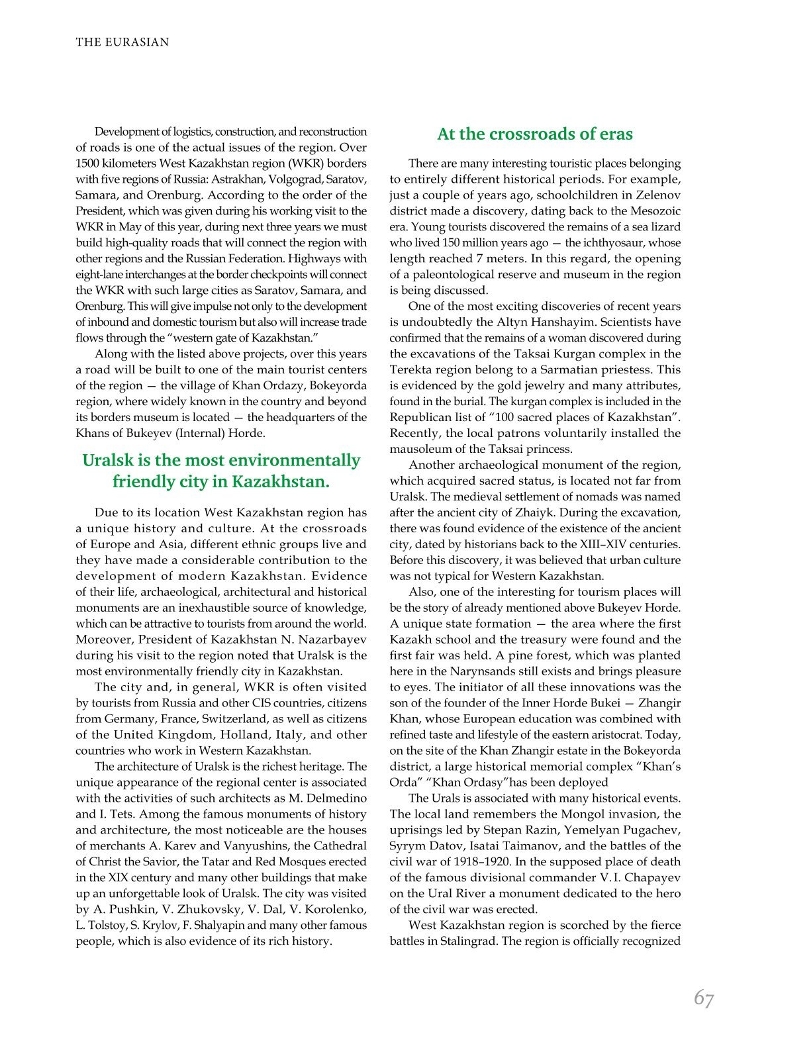 THE EURASIAN
Development of logistics, construction, and reconstruction
of roads is one of the actual issues of the region. Over
1500 kilometers West Kazakhstan region (WKR) borders
with five regions of Russia: Astrakhan, Volgograd, Saratov,
Samara, and Orenburg. According to the order of the
President, which was given during his working visit to the
WKR in May of this year, during next three years we must
build high-quality roads that will connect the region with
other regions and the Russian Federation. Highways with
eight-lane interchanges at the border checkpoints will connect
the WKR with such large cities as Saratov, Samara, and
Orenburg. This will give impulse not only to the development
of inbound and domestic tourism but also will increase trade
flows through the “western gate of Kazakhstan.”
Along with the listed above projects, over this years
a road will be built to one of the main tourist centers
of the region — the village of Khan Ordazy, Bokeyorda
region, where widely known in the country and beyond
its borders museum is located — the headquarters of the
Khans of Bukeyev (Internal) Horde.
Uralsk is the most environmentally
friendly city in Kazakhstan.
Due to its location West Kazakhstan region has
a unique history and culture. At the crossroads
of Europe and Asia, different ethnic groups live and
they have made a considerable contribution to the
development of modern Kazakhstan. Evidence
of their life, archaeological, architectural and historical
monuments are an inexhaustible source of knowledge,
which can be attractive to tourists from around the world.
Moreover, President of Kazakhstan N. Nazarbayev
during his visit to the region noted that Uralsk is the
most environmentally friendly city in Kazakhstan.
The city and, in general, WKR is often visited
by tourists from Russia and other CIS countries, citizens
from Germany, France, Switzerland, as well as citizens
of the United Kingdom, Holland, Italy, and other
countries who work in Western Kazakhstan.
The architecture of Uralsk is the richest heritage. The
unique appearance of the regional center is associated
with the activities of such architects as M. Delmedino
and I. Tets. Among the famous monuments of history
and architecture, the most noticeable are the houses
of merchants A. Karev and Vanyushins, the Cathedral
of Christ the Savior, the Tatar and Red Mosques erected
in the XIX century and many other buildings that make
up an unforgettable look of Uralsk. The city was visited
by A. Pushkin, V. Zhukovsky, V. Dal, V. Korolenko,
L. Tolstoy, S. Krylov, F. Shalyapin and many other famous
people, which is also evidence of its rich history.
At the crossroads of eras
There are many interesting touristic places belonging
to entirely different historical periods. For example,
just a couple of years ago, schoolchildren in Zelenov
district made a discovery, dating back to the Mesozoic
era. Young tourists discovered the remains of a sea lizard
who lived 150 million years ago — the ichthyosaur, whose
length reached 7 meters. In this regard, the opening
of a paleontological reserve and museum in the region
is being discussed.
One of the most exciting discoveries of recent years
is undoubtedly the Altyn Hanshayim. Scientists have
confirmed that the remains of a woman discovered during
the excavations of the Taksai Kurgan complex in the
Terekta region belong to a Sarmatian priestess. This
is evidenced by the gold jewelry and many attributes,
found in the burial. The kurgan complex is included in the
Republican list of “100 sacred places of Kazakhstan”.
Recently, the local patrons voluntarily installed the
mausoleum of the Taksai princess.
Another archaeological monument of the region,
which acquired sacred status, is located not far from
Uralsk. The medieval settlement of nomads was named
after the ancient city of Zhaiyk. During the excavation,
there was found evidence of the existence of the ancient
city, dated by historians back to the XIII–XIV centuries.
Before this discovery, it was believed that urban culture
was not typical for Western Kazakhstan.
Also, one of the interesting for tourism places will
be the story of already mentioned above Bukeyev Horde.
A unique state formation — the area where the first
Kazakh school and the treasury were found and the
first fair was held. A pine forest, which was planted
here in the Narynsands still exists and brings pleasure
to eyes. The initiator of all these innovations was the
son of the founder of the Inner Horde Bukei — Zhangir
Khan, whose European education was combined with
refined taste and lifestyle of the eastern aristocrat. Today,
on the site of the Khan Zhangir estate in the Bokeyorda
district, a large historical memorial complex “Khan’s
Orda” “Khan Ordasy”has been deployed
The Urals is associated with many historical events.
The local land remembers the Mongol invasion, the
uprisings led by Stepan Razin, Yemelyan Pugachev,
Syrym Datov, Isatai Taimanov, and the battles of the
civil war of 1918–1920. In the supposed place of death
of the famous divisional commander V. I. Chapayev
on the Ural River a monument dedicated to the hero
of the civil war was erected.
West Kazakhstan region is scorched by the fierce
battles in Stalingrad. The region is officially recognized
67